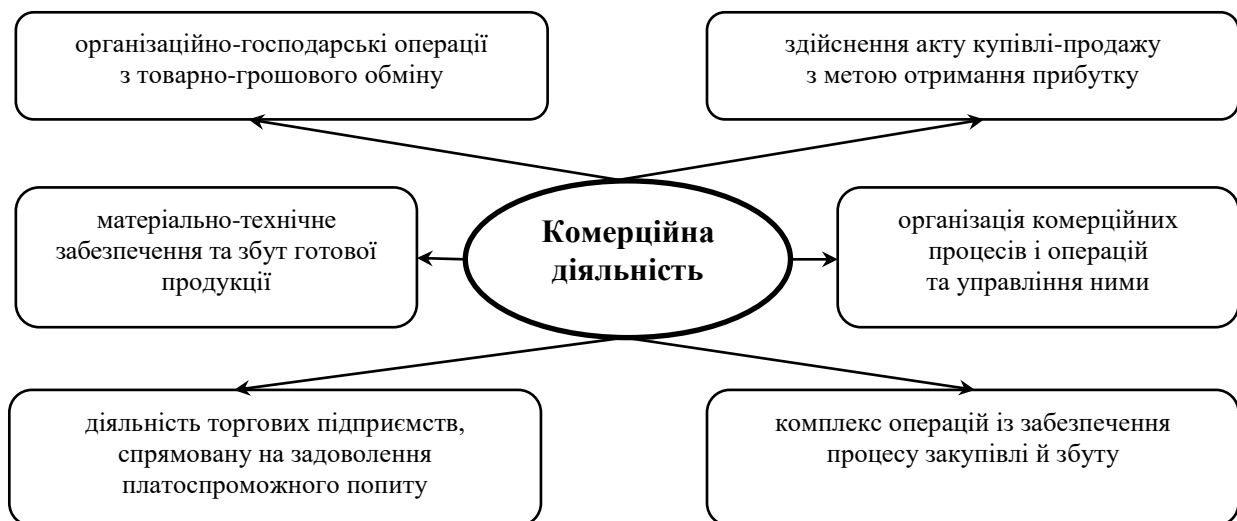 організаційно-господарські операції
з товарно-грошового обміну
здійснення акту купівлі-продажу
з метою отримання прибутку
матеріально-технічне
забезпечення та збут готової
продукції
Комерційна
діяльність
організація комерційних
процесів і операцій
та управління ними
діяльність торгових підприємств,
спрямовану на задоволення
платоспроможного попиту
комплекс операцій із забезпечення
процесу закупівлі й збуту